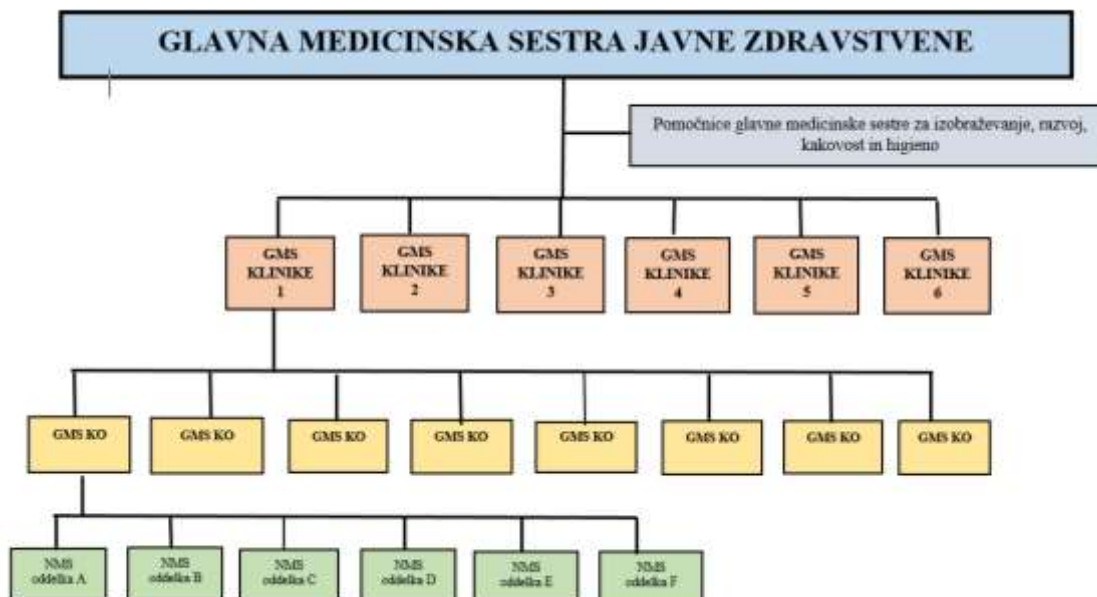 GLAVNA MEDICINSKA SESTRA JAVNE ZDRAVSTVENE
Pomočnice glavne medicinske sestre za izobraževanje, razvoj,
kakovost in higieno
GMS
KLINIKE
1
GMS
KLINIKE
2
GMS
KLINIKE
3
GMS
KLINIKE
4
GMS
KLINIKE
5
GMS
KLINIKE
6
GMS KO
GMS KO
GMS KO
GMS KO
GMS KO
GMS KO
GMS KO
GMS KO
NMS
oddelka A
NMS
oddelka B
NMS
oddelka C
NMS
oddelka D
NMS
oddelka E
NMS
oddelka F